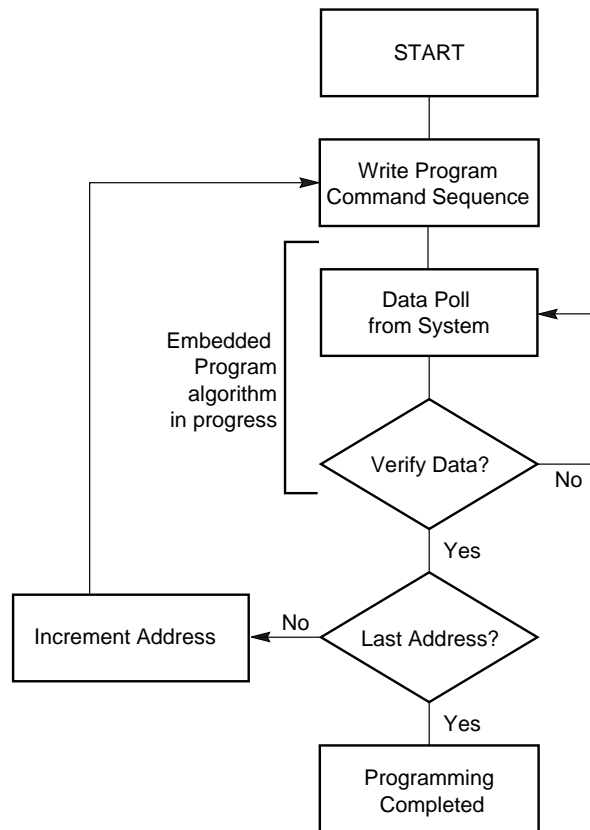 START
Write Program
Command Sequence
Data Poll
from System
Embedded
Program
algorithm
in progress
Verify Data?
No
Yes
Last Address?
No
Increment Address
Yes
Programming
Completed